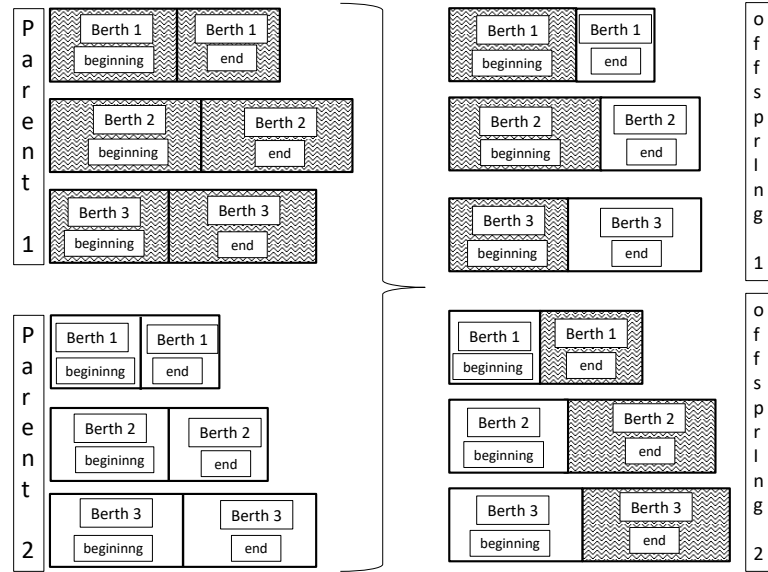 Parent 1
Berth 1
beginning
Berth 1
end
Berth 2
beginning
Berth 2
end
Berth 3
beginning
Berth 3
end
Parent 2
Berth 1
begininng
Berth 1
end
Berth 2
begininng
Berth 2
end
Berth 3
begininng
Berth 3
end
offsprIng 1
Berth 1
beginning
Berth 1
end
Berth 2
beginning
Berth 2
end
Berth 3
beginning
Berth 3
end
offsprIng 2
Berth 1
beginning
Berth 1
end
Berth 2
beginning
Berth 2
end
Berth 3
beginning
Berth 3
end